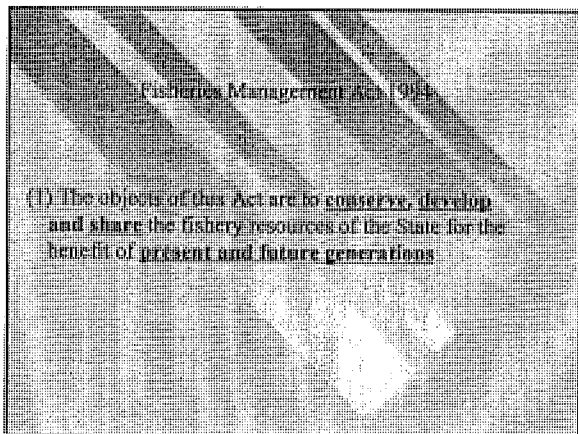 Fisheries Management Act 1994
(1) The objects of this Act are to conserve, develop
and share the fishery resources of the State for the
benefit of present and future generations